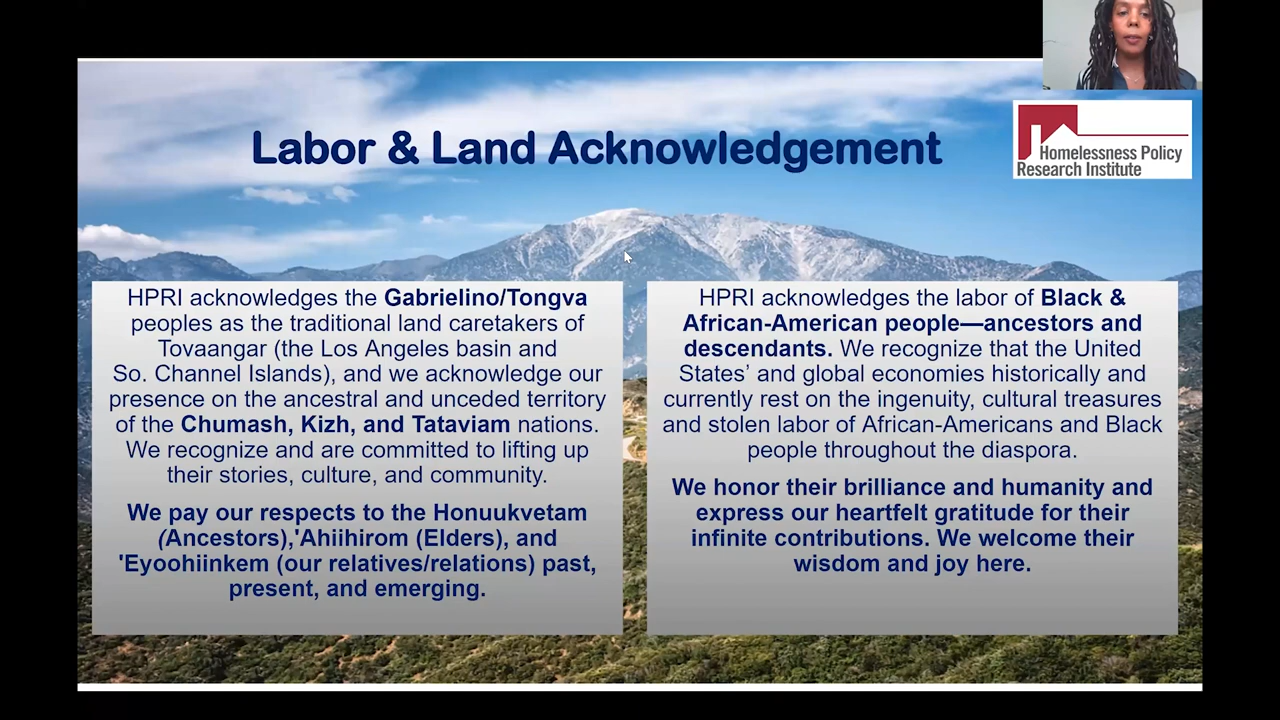 Labor & Land Acknowledgement
Homelessness Policy
Research Institute
HPRI acknowledges the Gabrielino/Tongva
peoples as the traditional land caretakers of
Tovaangar (the Los Angeles basin and
So. Channel Islands), and we acknowledge our
presence on the ancestral and unceded territory
of the Chumash, Kizh, and Tataviam nations.
We recognize and are committed to lifting up
their stories, culture, and community.
We pay our respects to the Honuukvetam
(Ancestors),'Ahiihirom (Elders), and
'Eyoohiinkem (our relatives/relations) past,
present, and emerging.
HPRI acknowledges the labor of Black &
African-American people—ancestors and
descendants. We recognize that the United
States’ and global economies historically and
currently rest on the ingenuity, cultural treasures
and stolen labor of African-Americans and Black
people throughout the diaspora.
We honor their brilliance and humanity and
express our heartfelt gratitude for their
infinite contributions. We welcome their
wisdom and joy here.